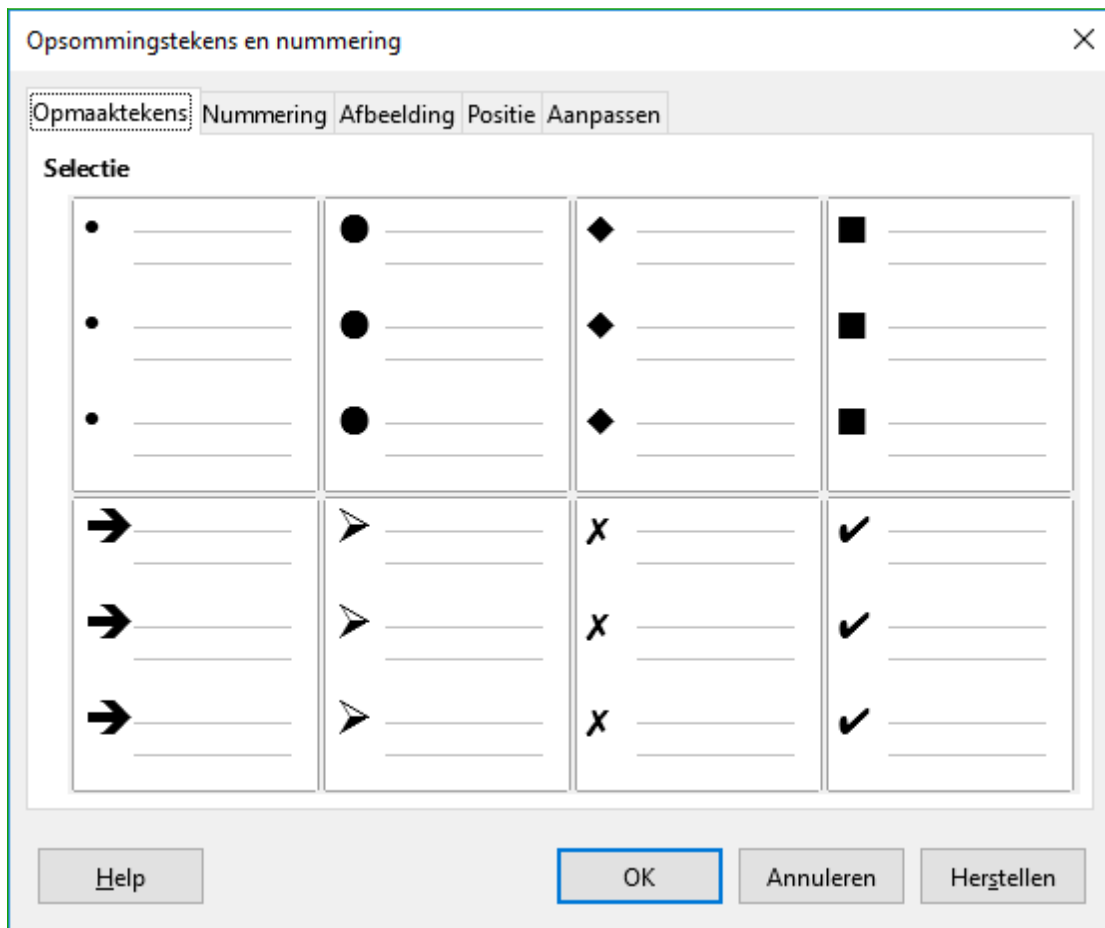 Opsommingstekens en nummering
Opmaaktekens Nummering Afbeelding Positie Aanpassen
Selectie
Help OK Annuleren Herstellen